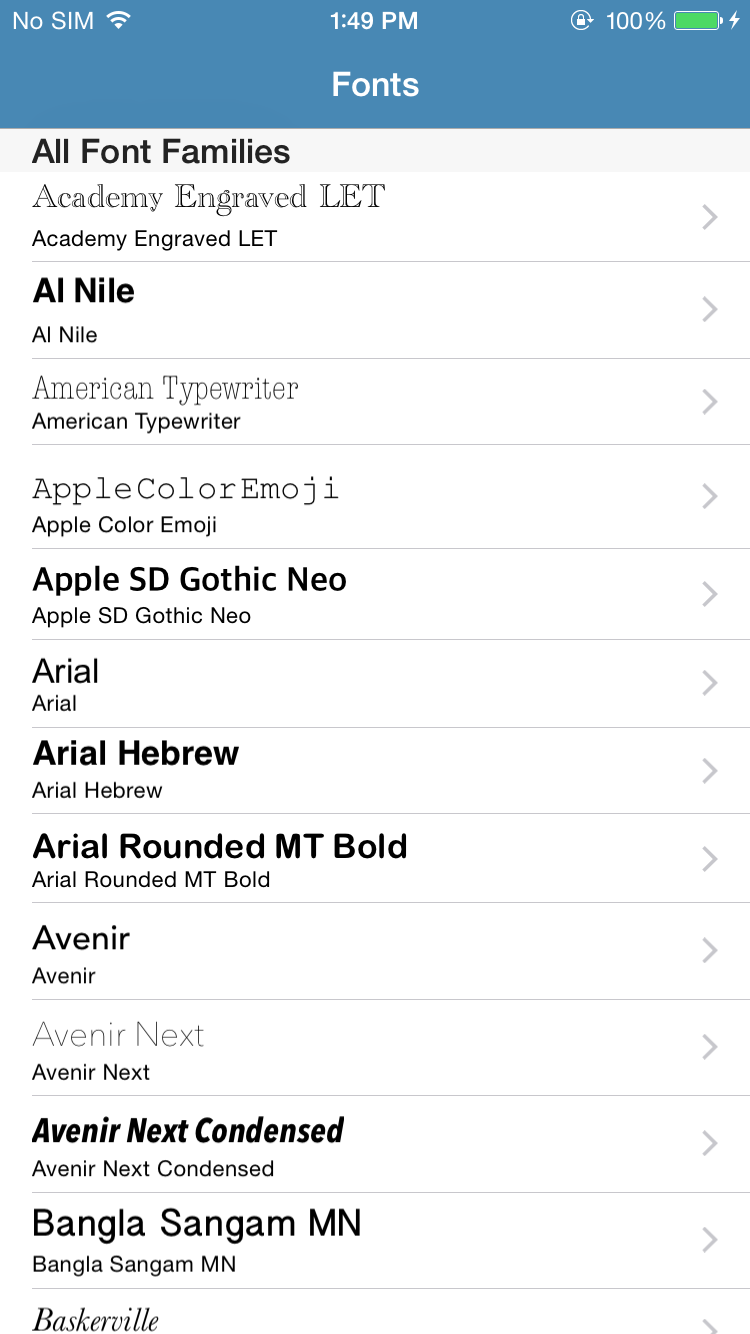 No SIM 1:49 PM 100%
Fonts
All Font Families
Academy Engraved LET
Academy Engraved LET
Al Nile
Al Nile
American Typewriter
American Typewriter
AppleColorEmoji
Apple Color Emoji
Apple SD Gothic Neo
Apple SD Gothic Neo
Arial
Arial
Arial Hebrew
Arial Hebrew
Arial Rounded MT Bold
Arial Rounded MT Bold
Avenir
Avenir
Avenir Next
Avenir Next
Avenir Next Condensed
Avenir Next Condensed
Bangla Sangam MN
Bangla Sangam MN
Baskerville